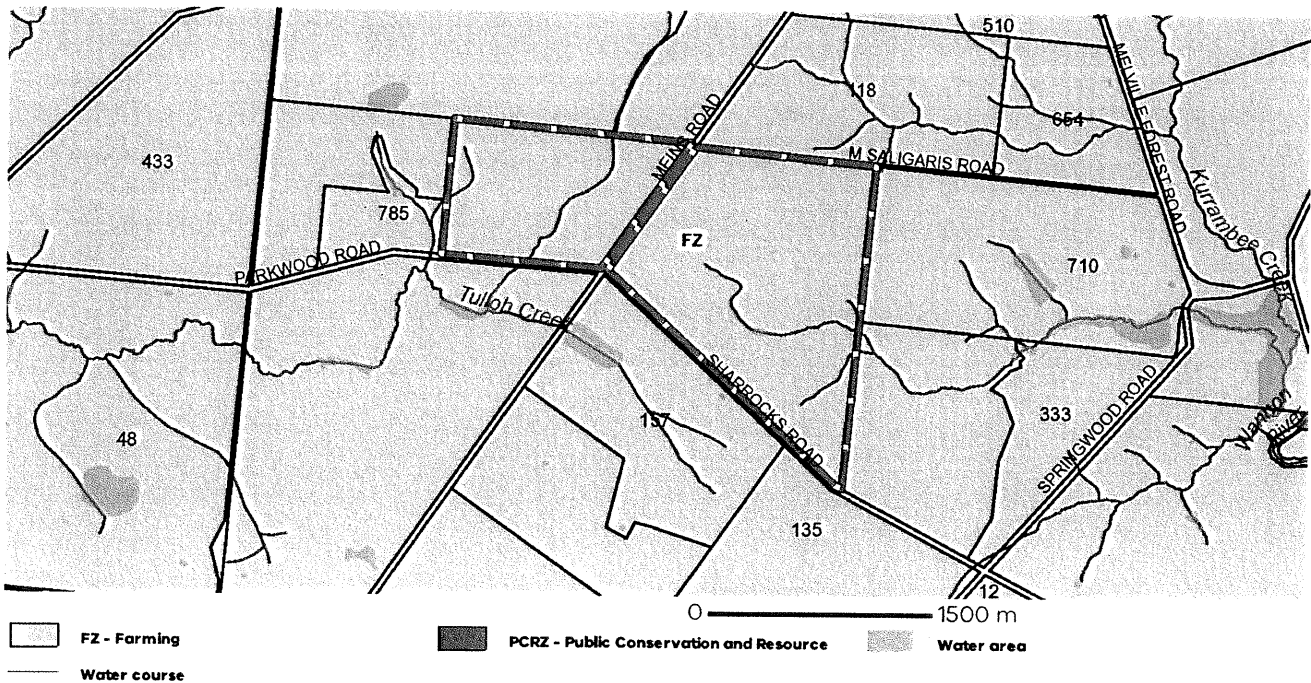 510
118
654
MELVILLE FOREST ROAD
MEINS ROAD
M SALIGARIS ROAD
433
Kurrambee Creek
785
FZ
PARKWOOD ROAD
710
Tulloh Creek
SHARROCKS ROAD
157
333
SPRINGWOOD ROAD
Wannon
River
48
135
12
0 1500 m
FZ - Farming
PCRZ - Public Conservation and Resource
Water area
Water course